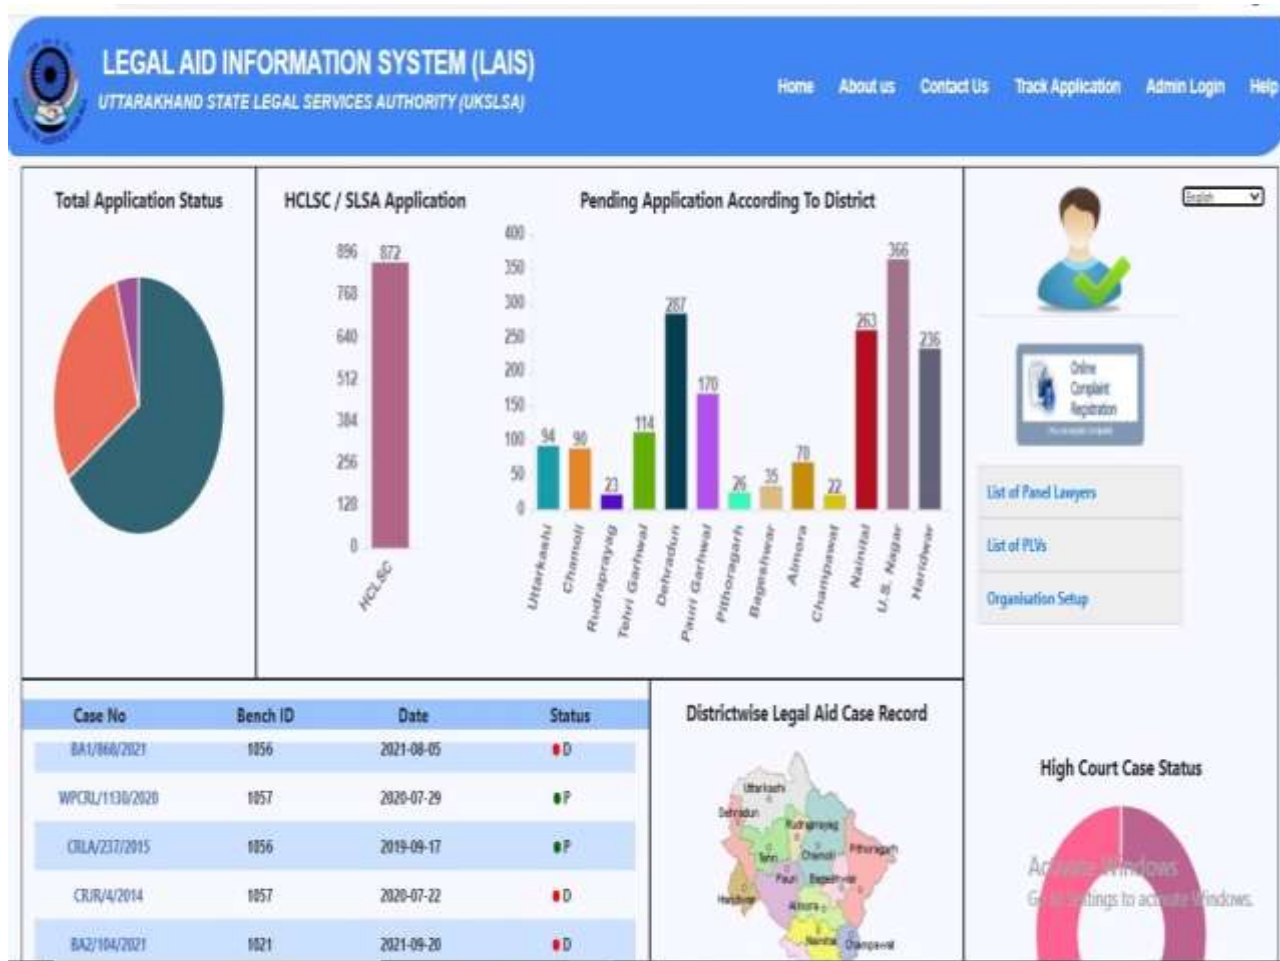 LEGAL AID INFORMATION SYSTEM (LAIS)
UTTARAKHAND STATE LEGAL SERVICES AUTHORITY (UKSLSA)
Home About us Contact Us Track Application Admin Login Help
Total Application Status
HCLSC / SLSA Application
896
768
640
512
384
256
128
0
872
HCLSC
Pending Application According To District
400
350
300
250
200
150
100
50
0
94 90 23 114 287 170 26 35 70 22 263 366 236
Uttarkashi
Chamoli
Rudraprayag
Tehri Garhwal
Dehradun
Pauri Garhwal
Pithoragarh
Bageshwar
Almora
Champawat
Nainital
U.S. Nagar
Haridwar
English
Online
Complaint
Registration
List of Panel Lawyers
List of PLVs
Organisation Setup
Case No Bench ID Date Status
BA1/860/2021 1056 2021-08-05 D
WPCRL/1130/2020 1057 2020-07-29 P
CRLA/237/2015 1056 2019-09-17 P
CRJR/4/2014 1057 2020-07-22 D
BA2/104/2021 1021 2021-09-20 D
Districtwise Legal Aid Case Record
Uttarkashi
Dehradun
Rudraprayag
Tehri
Chamoli
Pithoragarh
Pauri
Bageshwar
Haridwar
Almora
Nainital
Champawat
High Court Case Status
Activate Windows
Go to Settings to activate Windows.